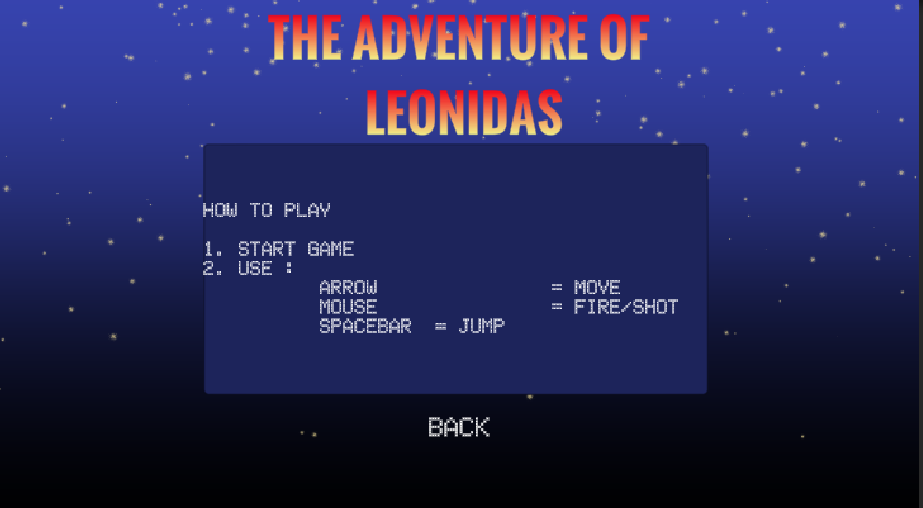 THE ADVENTURE OF
LEONIDAS
HOW TO PLAY
1. START GAME
2. USE :
ARROW = MOVE
MOUSE = FIRE/SHOT
SPACEBAR = JUMP
BACK